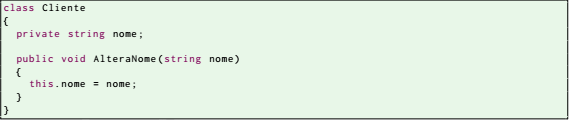 class Cliente
{
  private string nome;

  public void AlteraNome(string nome)
  {
    this.nome = nome;
  }
}